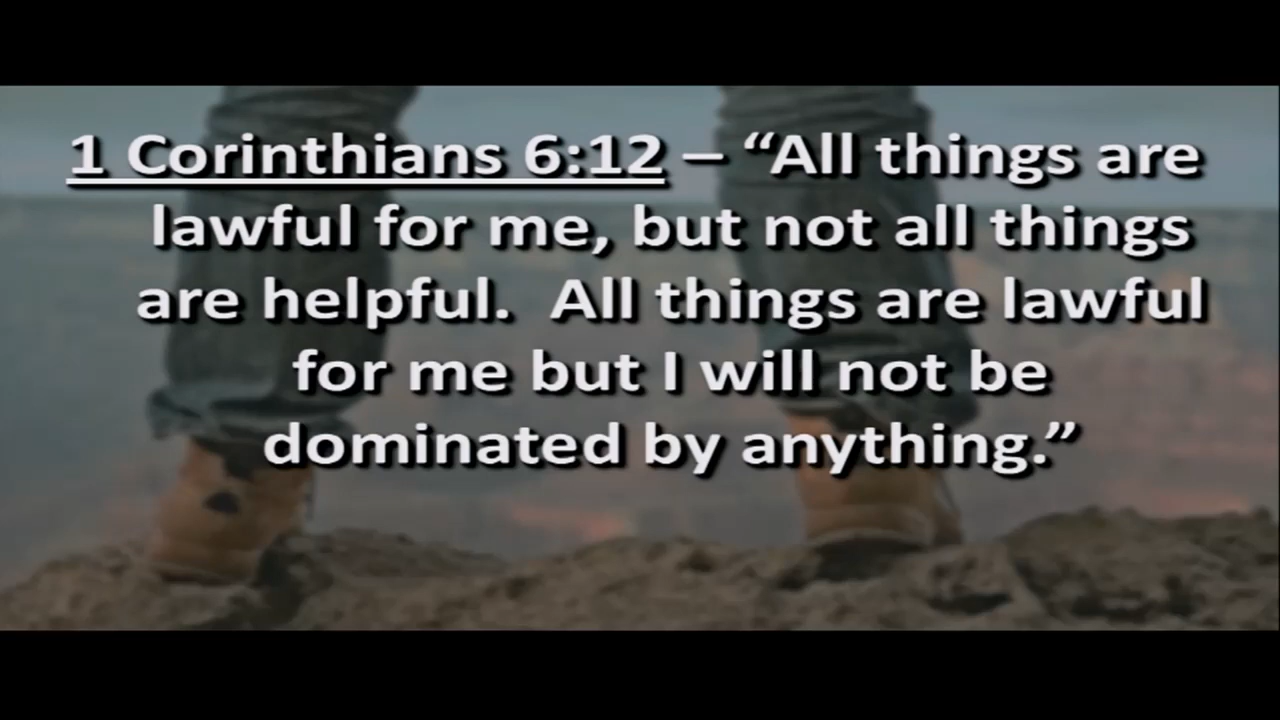 1 Corinthians 6:12 – “All things are
lawful for me, but not all things
are helpful.  All things are lawful
for me but I will not be
dominated by anything.”